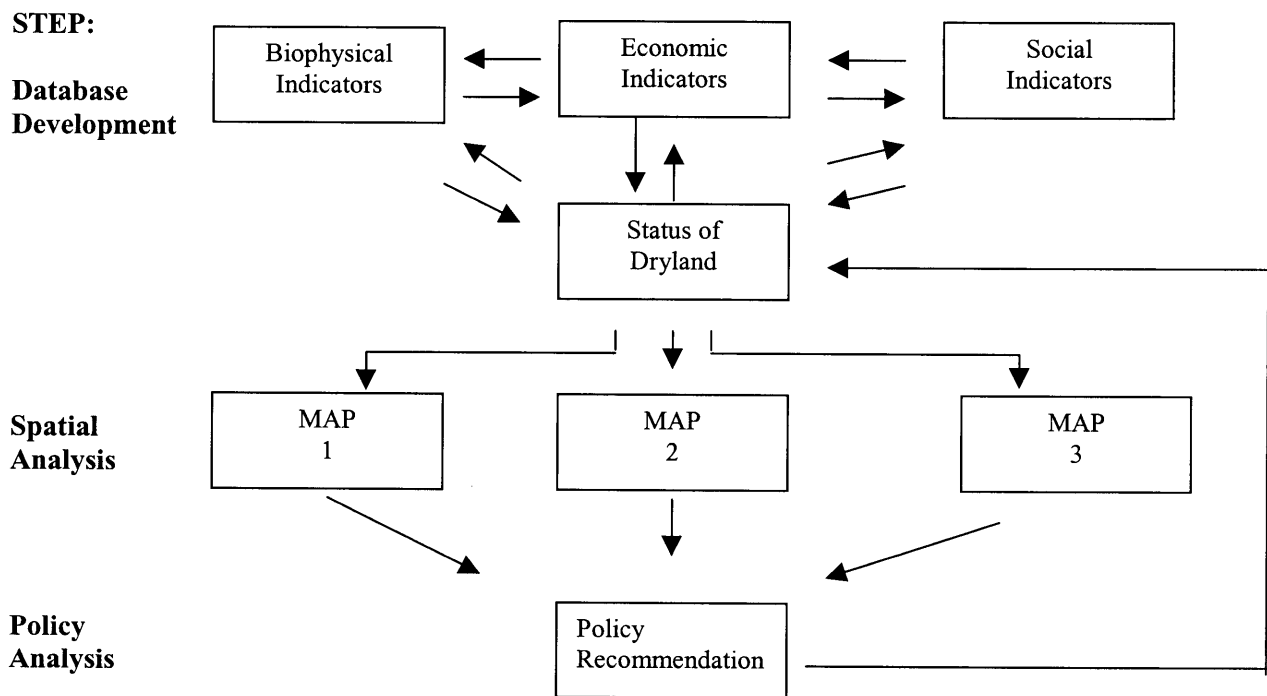 STEP:
Database
Development
Biophysical
Indicators
Economic
Indicators
Social
Indicators
Status of
Dryland
Spatial
Analysis
MAP
1
MAP
2
MAP
3
Policy
Analysis
Policy
Recommendation